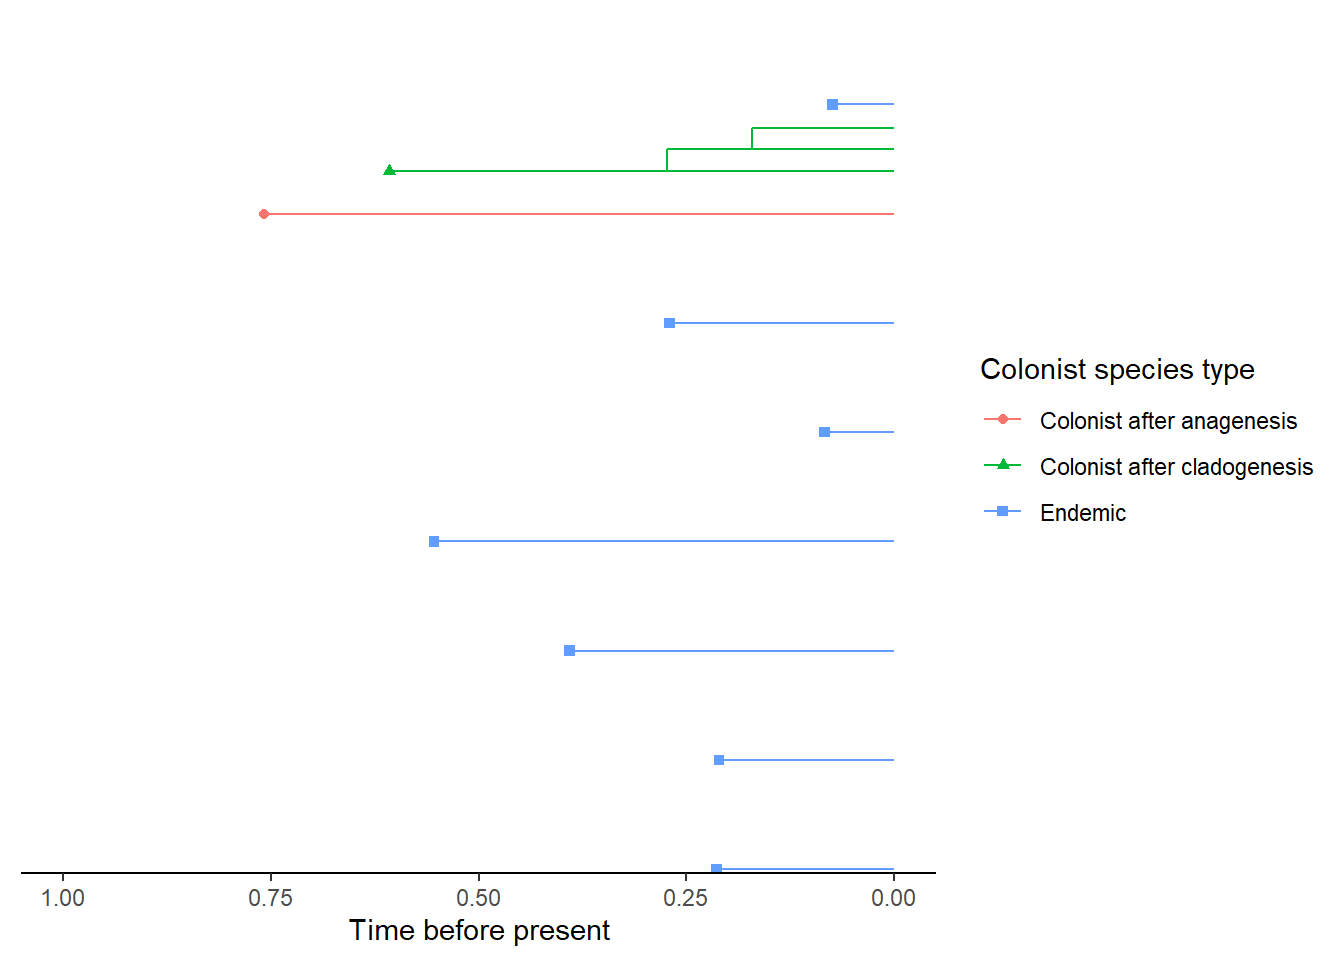 Colonist species type
Colonist after anagenesis
Colonist after cladogenesis
Endemic
1.00 0.75 0.50 0.25 0.00
Time before present